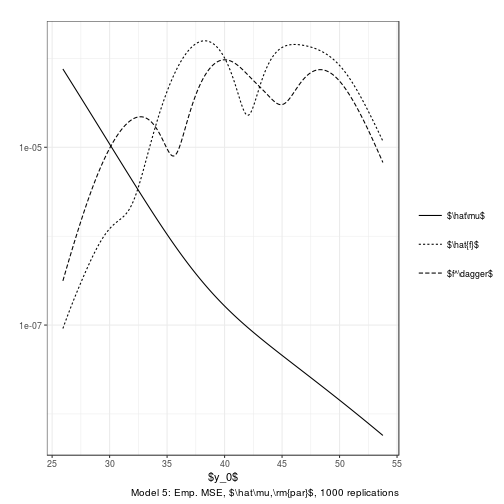 1e-05
1e-07
25
30
35
40
45
50
55
$y_0$
$\hat\mu$
$\hat{f}$
$f^\dagger$
Model 5: Emp. MSE, $\hat\mu,\rm{par}$, 1000 replications